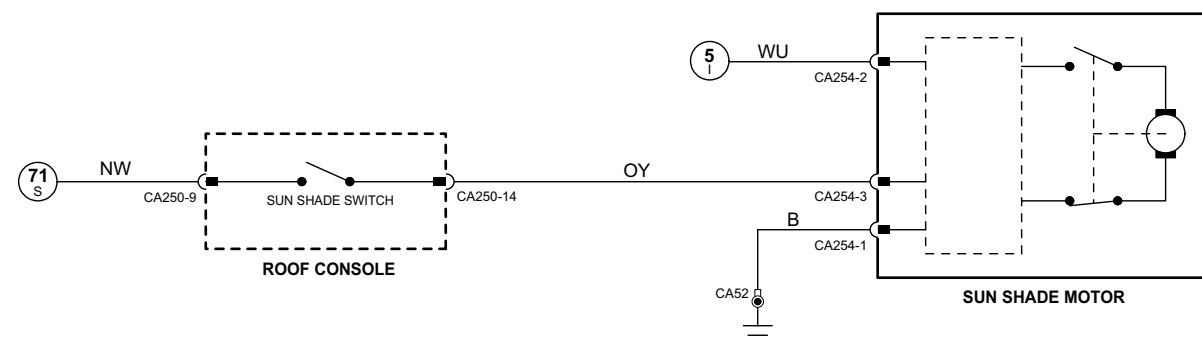 5
I
WU
CA254-2
71
S
NW
CA250-9
SUN SHADE SWITCH
CA250-14
OY
CA254-3
B
CA254-1
ROOF CONSOLE
CA52
SUN SHADE MOTOR